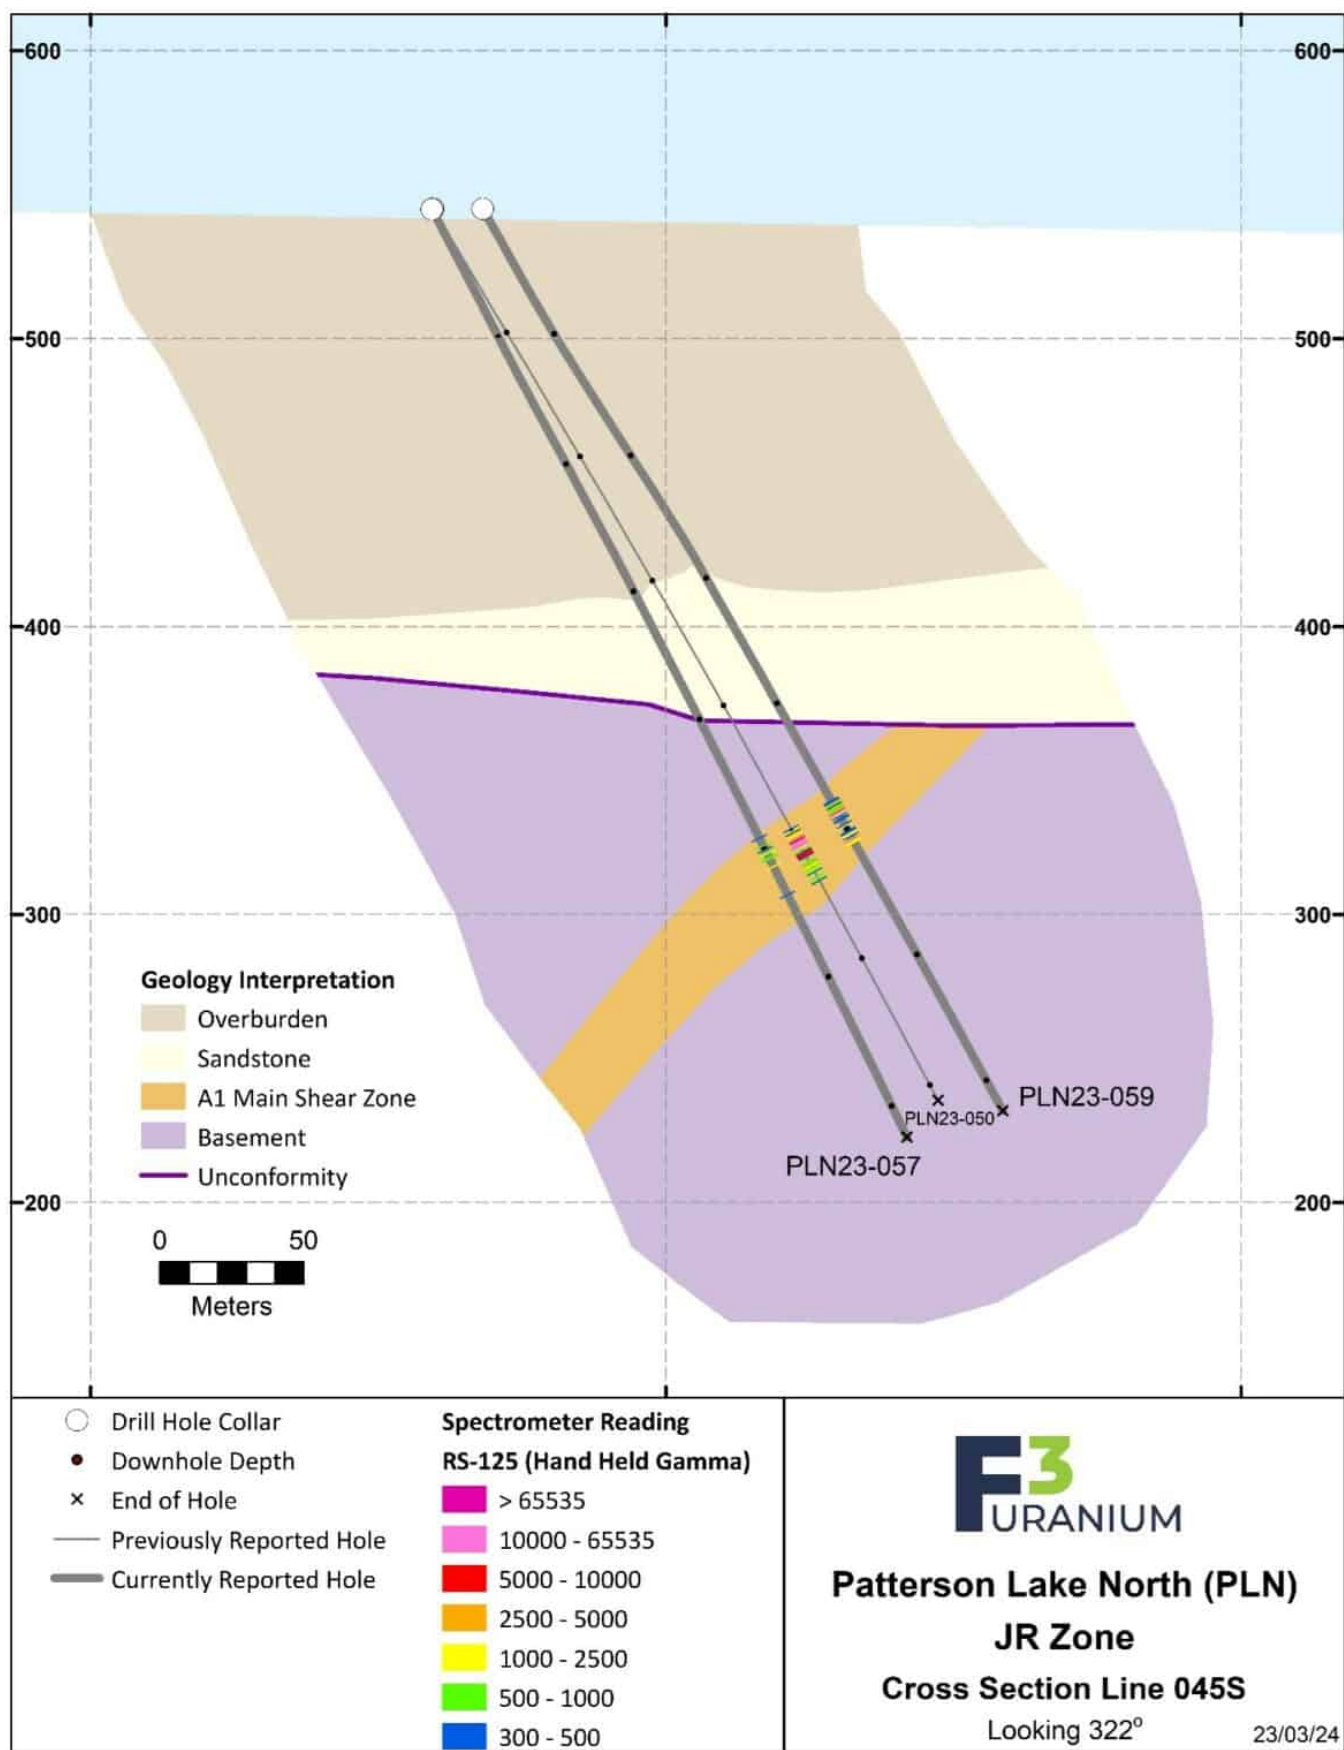 600
600
500
500
400
400
300
300
Geology Interpretation
Overburden
Sandstone
A1 Main Shear Zone
Basement
Unconformity
PLN23-059
PLN23-050
PLN23-057
200
200
0 50
Meters
Drill Hole Collar
Downhole Depth
End of Hole
Previously Reported Hole
Currently Reported Hole
Spectrometer Reading
RS-125 (Hand Held Gamma)
> 65535
10000 - 65535
5000 - 10000
2500 - 5000
1000 - 2500
500 - 1000
300 - 500
F3
URANIUM
Patterson Lake North (PLN)
JR Zone
Cross Section Line 045S
Looking 322°
23/03/24